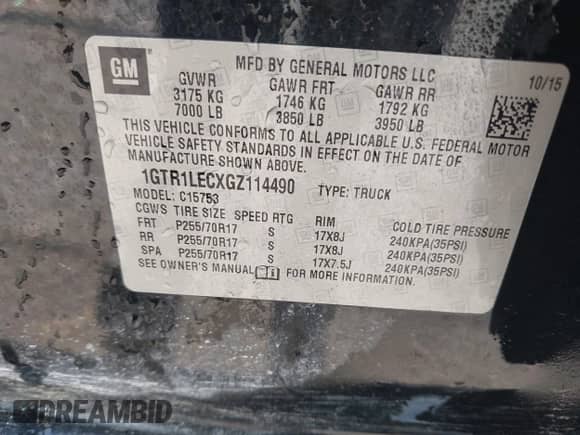 GM
MFD BY GENERAL MOTORS LLC
10/15
GVWR GAWR FRT GAWR RR
3175 KG 1746 KG 1792 KG
7000 LB 3850 LB 3950 LB
THIS VEHICLE CONFORMS TO ALL APPLICABLE U.S. FEDERAL MOTOR
VEHICLE SAFETY STANDARDS IN EFFECT ON THE DATE OF
MANUFACTURE SHOWN ABOVE.
1GTR1LECXGZ114490 TYPE: TRUCK
MODEL: C15753
CGWS TIRE SIZE SPEED RTG RIM COLD TIRE PRESSURE
FRT P255/70R17 S 17X8J 240KPA(35PSI)
RR P255/70R17 S 17X8J 240KPA(35PSI)
SPA P255/70R17 S 17X7.5J 240KPA(35PSI)
SEE OWNER'S MANUAL FOR MORE INFORMATION.
DREAMBID